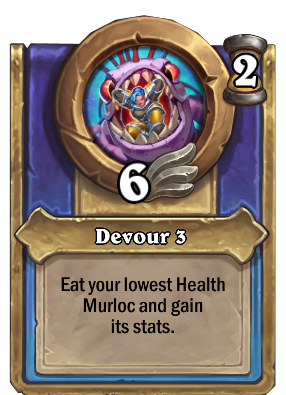 2
6
Devour 3
Eat your lowest Health
Murloc and gain
its stats.